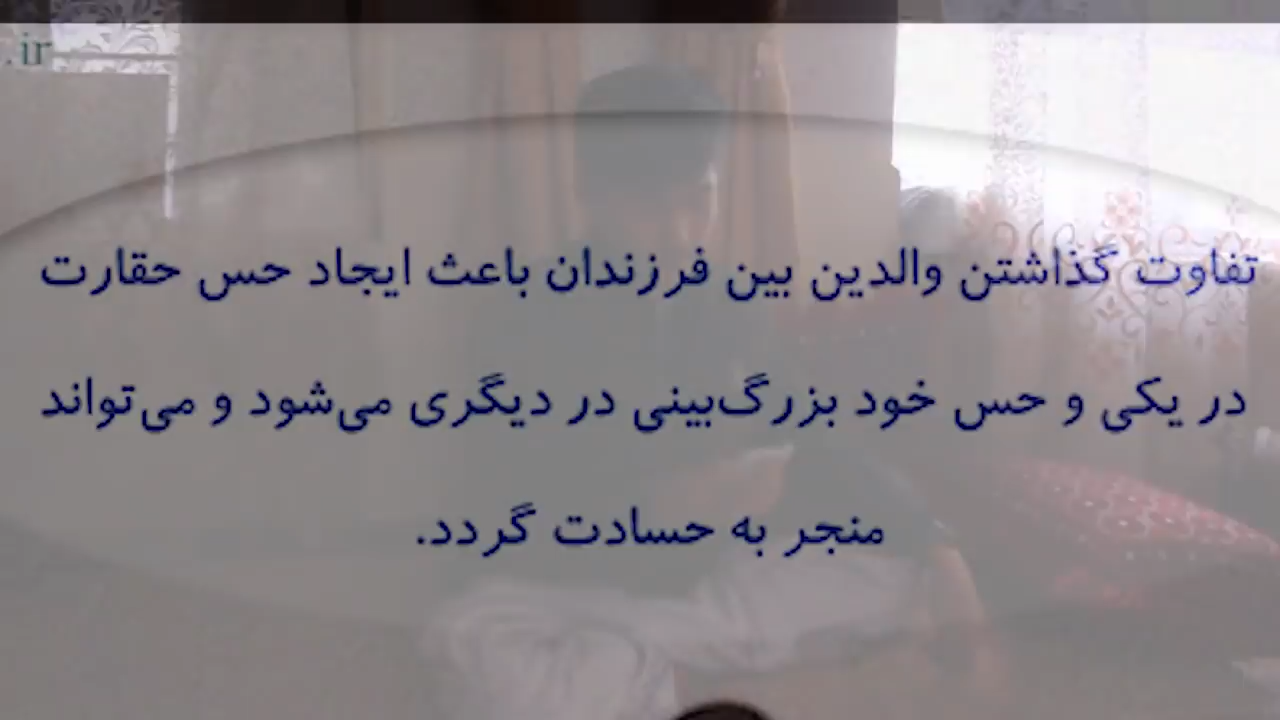 .ir
تفاوت گذاشتن والدین بین فرزندان باعث ایجاد حس حقارت
در یکی و حس خود بزرگ‌بینی در دیگری می‌شود و می‌تواند
منجر به حسادت گردد.